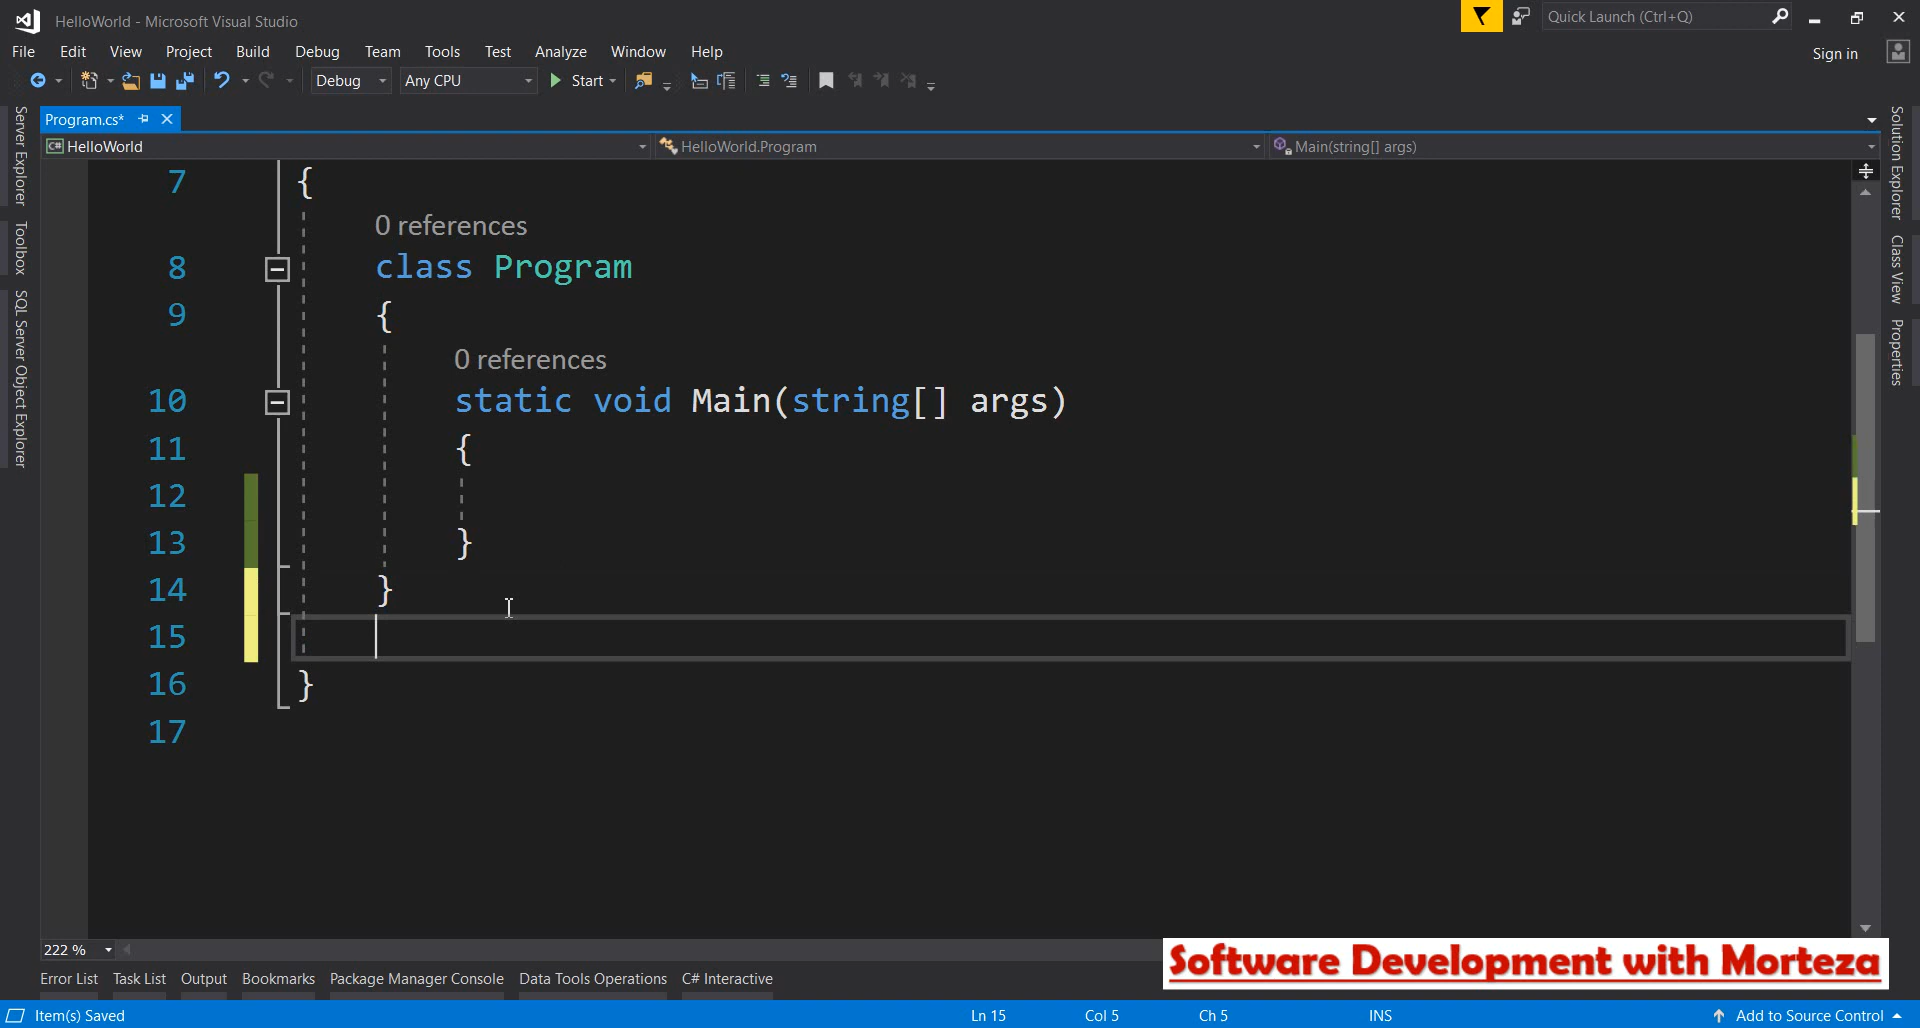 HelloWorld - Microsoft Visual Studio
Quick Launch (Ctrl+Q)
File Edit View Project Build Debug Team Tools Test Analyze Window Help
Sign in
Debug Any CPU Start
Program.cs*
HelloWorld HelloWorld.Program Main(string[] args)
Server Explorer
Toolbox
SQL Server Object Explorer
7 {
0 references
8 class Program
9 {
0 references
10 static void Main(string[] args)
11 {
12
13 }
14 }
15
16 }
17
Solution Explorer
Class View
Properties
222 %
Software Development with Morteza
Error List Task List Output Bookmarks Package Manager Console Data Tools Operations C# Interactive
Item(s) Saved Ln 15 Col 5 Ch 5 INS Add to Source Control